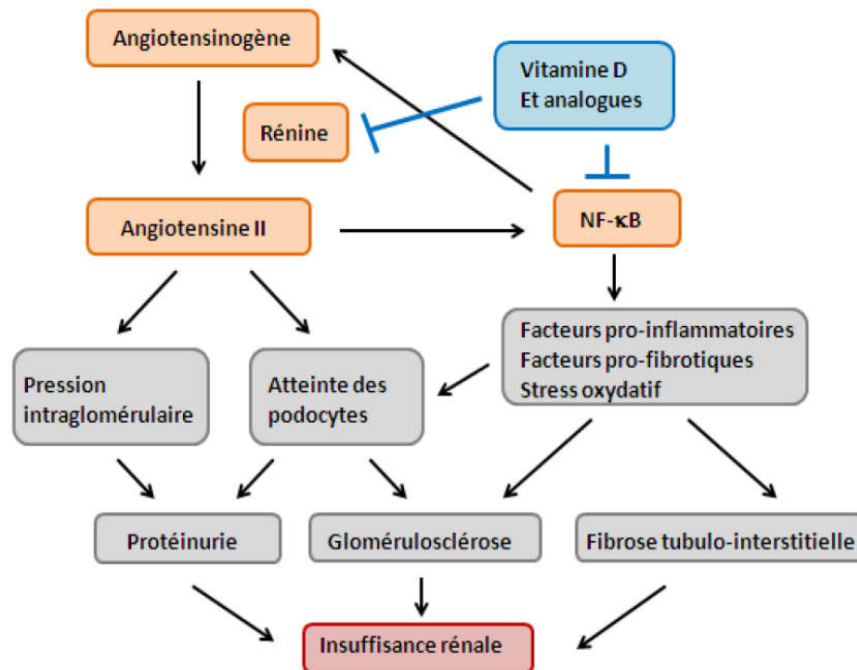 Angiotensinogène
Vitamine D
Et analogues
Rénine
Angiotensine II
NF-κB
Facteurs pro-inflammatoires
Facteurs pro-fibrotiques
Stress oxydatif
Pression
intraglomérulaire
Atteinte des
podocytes
Protéinurie
Glomérulosclérose
Fibrose tubulo-interstitielle
Insuffisance rénale